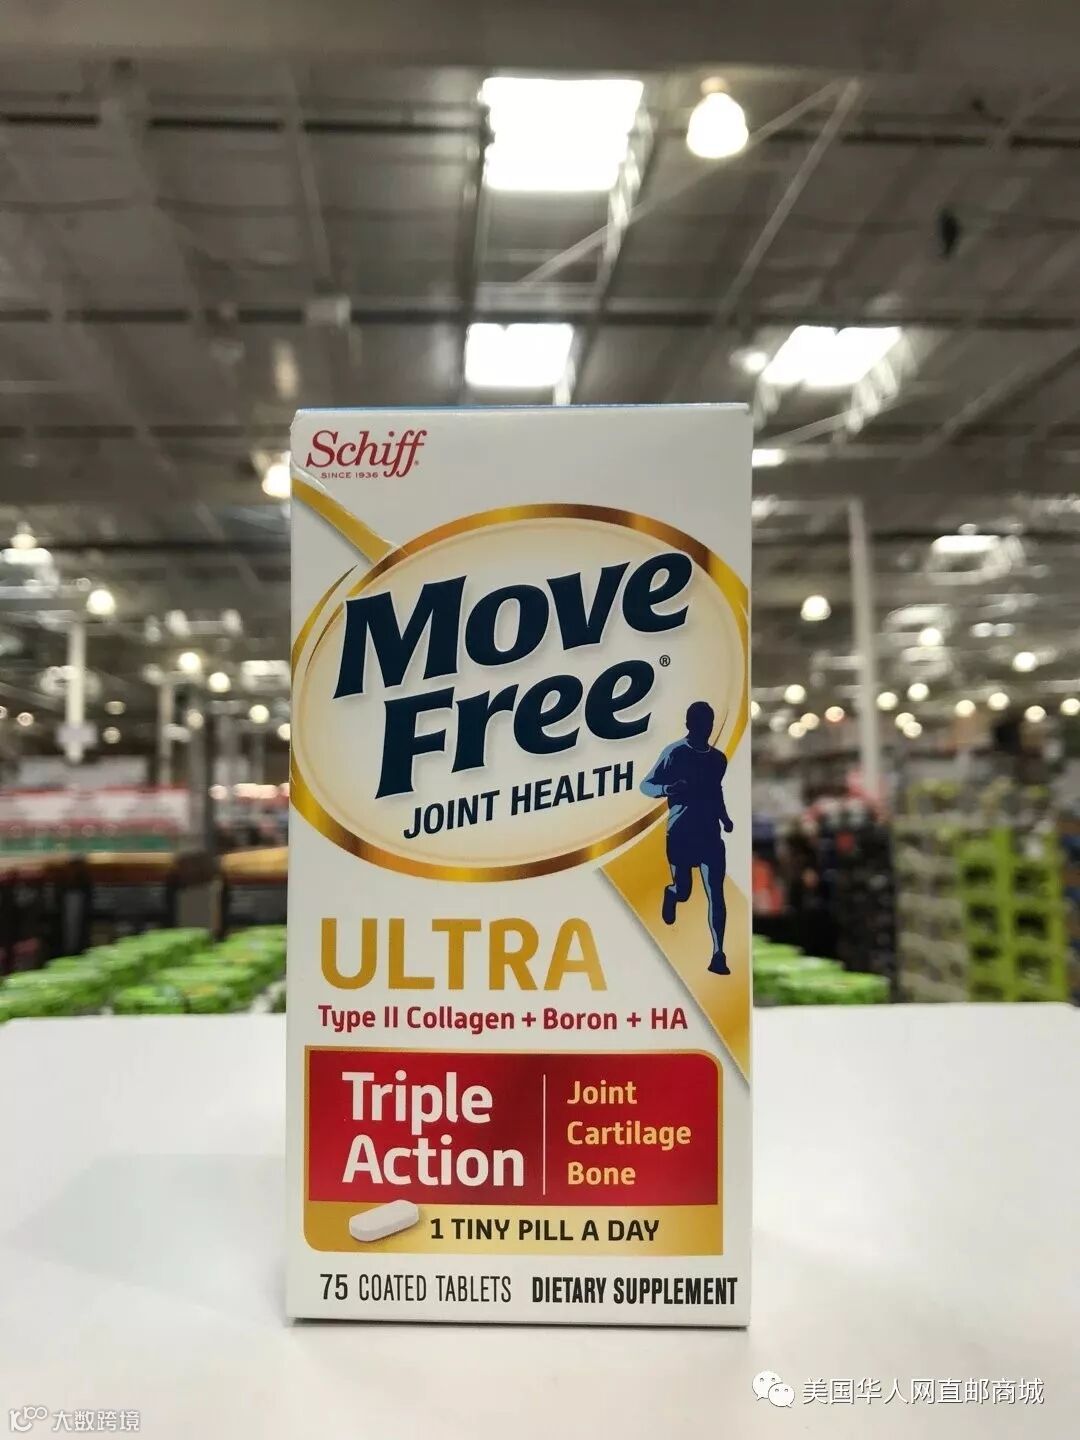 Schiff
SINCE 1936
Move
Free®
JOINT HEALTH
ULTRA
Type II Collagen + Boron + HA
Triple
Action
Joint
Cartilage
Bone
1 TINY PILL A DAY
75 COATED TABLETS DIETARY SUPPLEMENT
美国华人网直邮商城
大数跨境